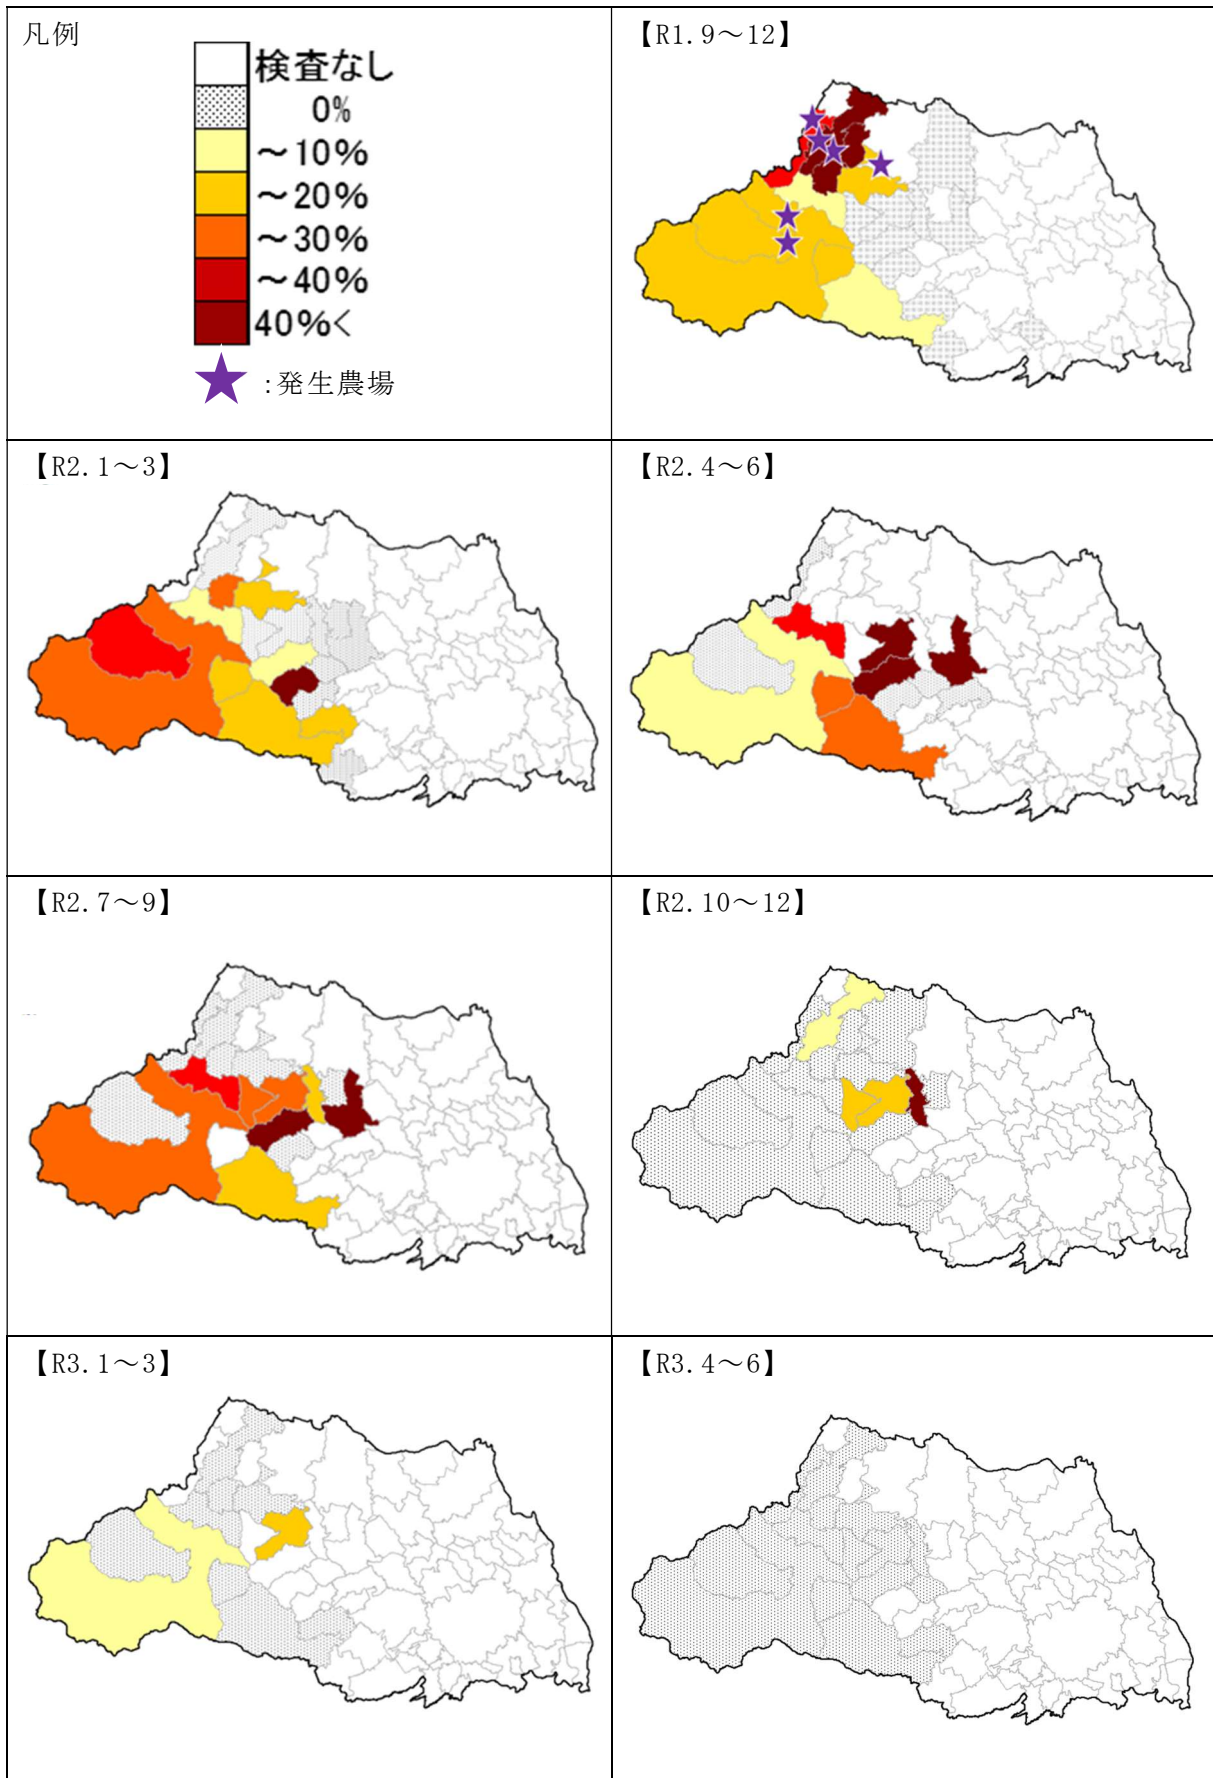 凡例
検査なし
0%
～10%
～20%
～30%
～40%
40%<
:発生農場
【R1.9～12】
【R2.1～3】
【R2.4～6】
【R2.7～9】
【R2.10～12】
【R3.1～3】
【R3.4～6】